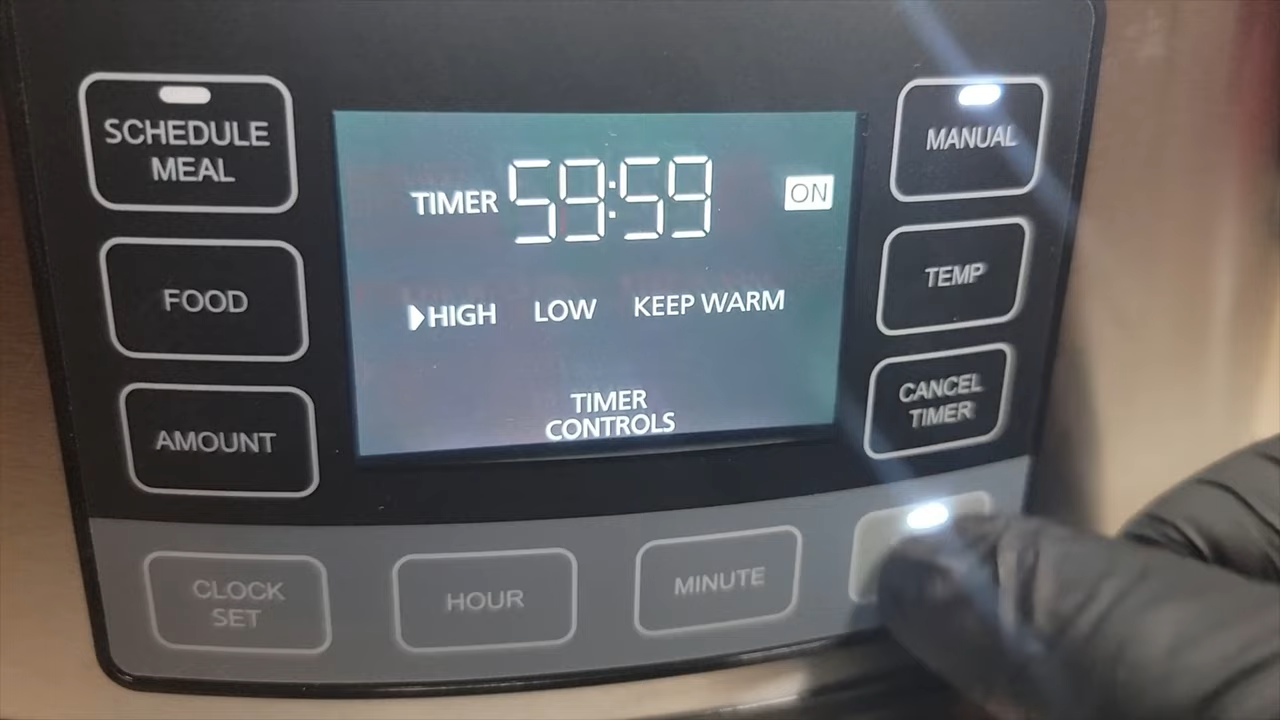 SCHEDULE
MEAL
FOOD
AMOUNT
TIMER 59:59 ON
HIGH LOW KEEP WARM
TIMER
CONTROLS
MANUAL
TEMP
CANCEL
TIMER
CLOCK
SET
HOUR
MINUTE